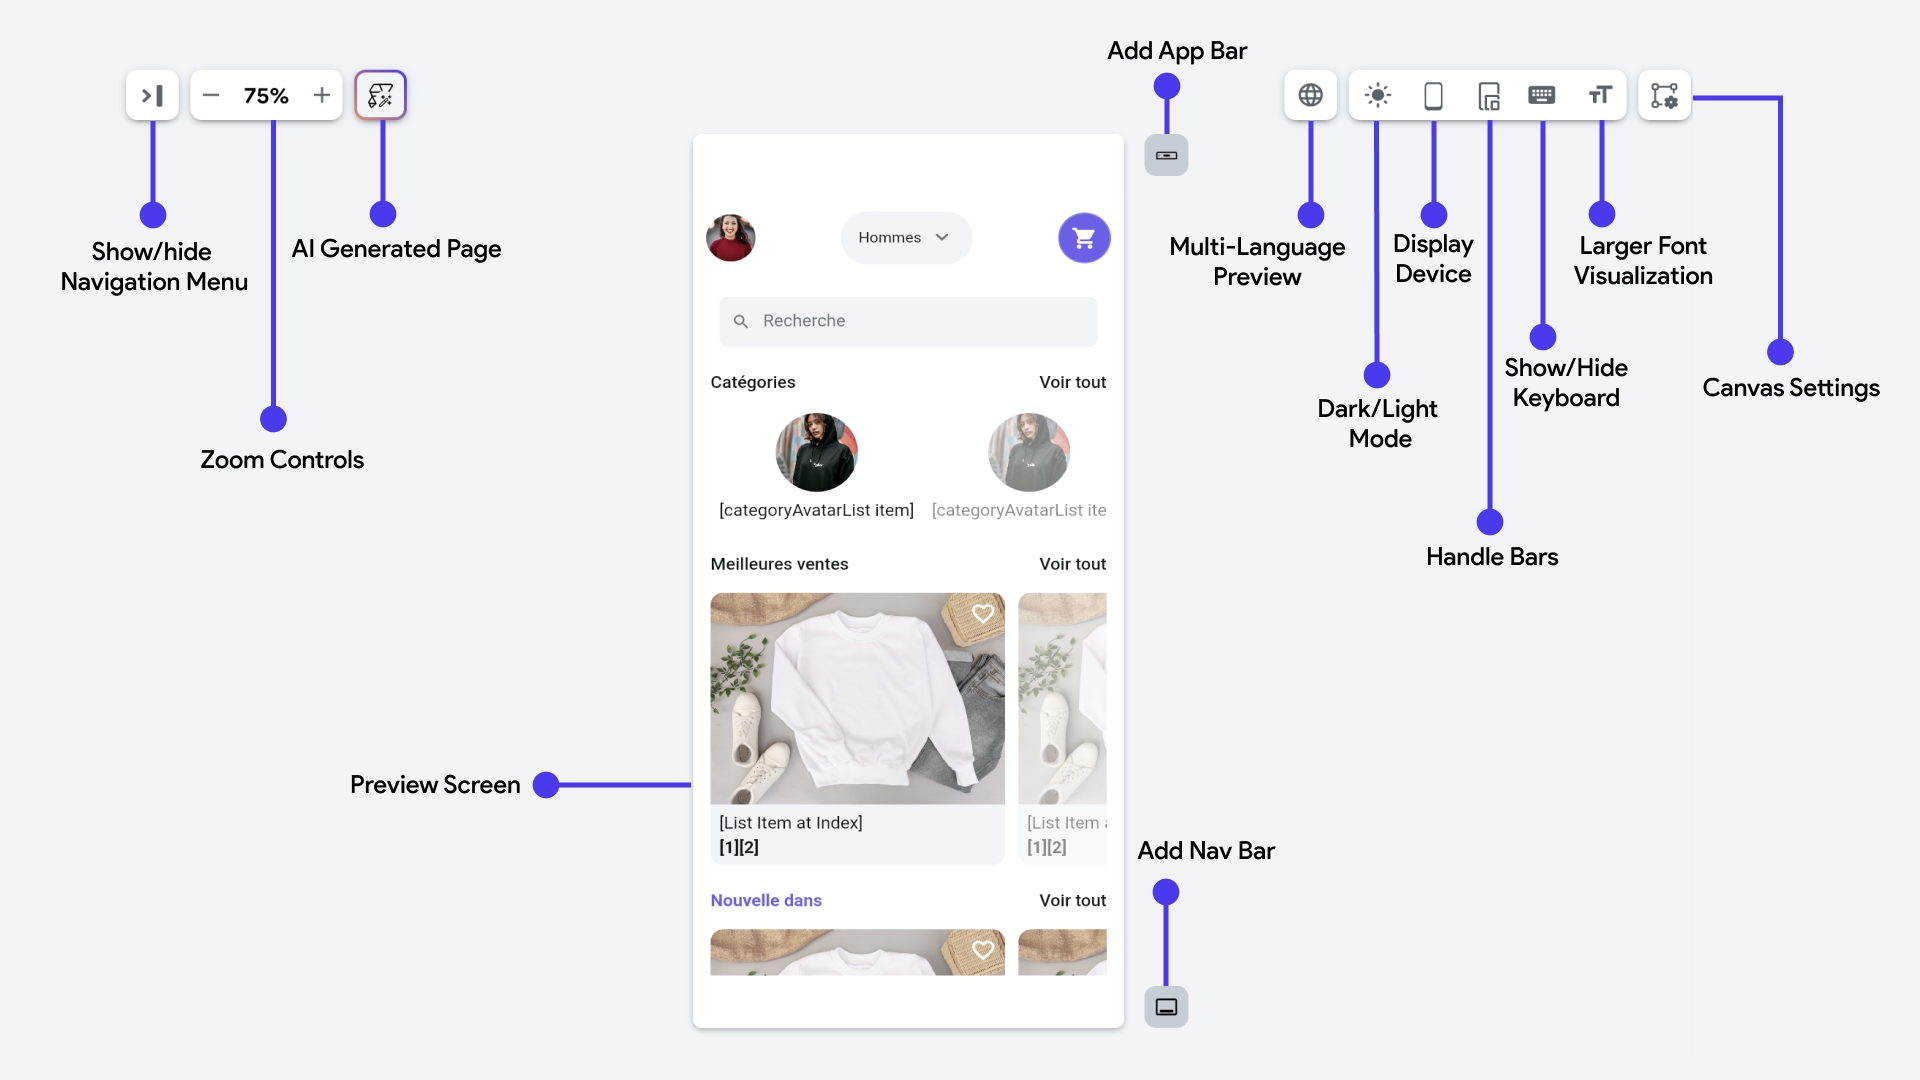 Add App Bar
75%
Show/hide
Navigation Menu
AI Generated Page
Zoom Controls
Multi-Language
Preview
Display
Device
Larger Font
Visualization
Dark/Light
Mode
Show/Hide
Keyboard
Canvas Settings
Handle Bars
Hommes
Recherche
Catégories
Voir tout
[categoryAvatarList item]
[categoryAvatarList ite
Meilleures ventes
Voir tout
Preview Screen
[List Item at Index]
[1][2]
[List Item
[1][2]
Add Nav Bar
Nouvelle dans
Voir tout